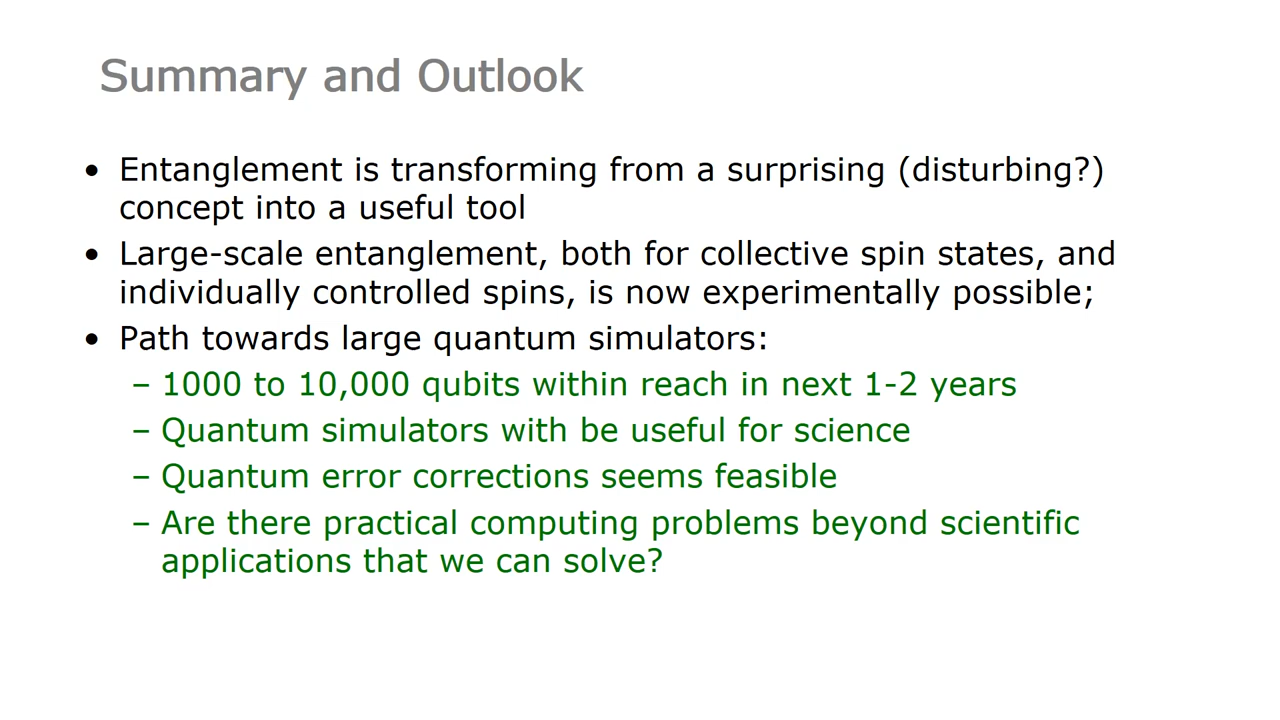 Summary and Outlook
• Entanglement is transforming from a surprising (disturbing?)
concept into a useful tool
• Large-scale entanglement, both for collective spin states, and
individually controlled spins, is now experimentally possible;
• Path towards large quantum simulators:
– 1000 to 10,000 qubits within reach in next 1-2 years
– Quantum simulators with be useful for science
– Quantum error corrections seems feasible
– Are there practical computing problems beyond scientific
applications that we can solve?